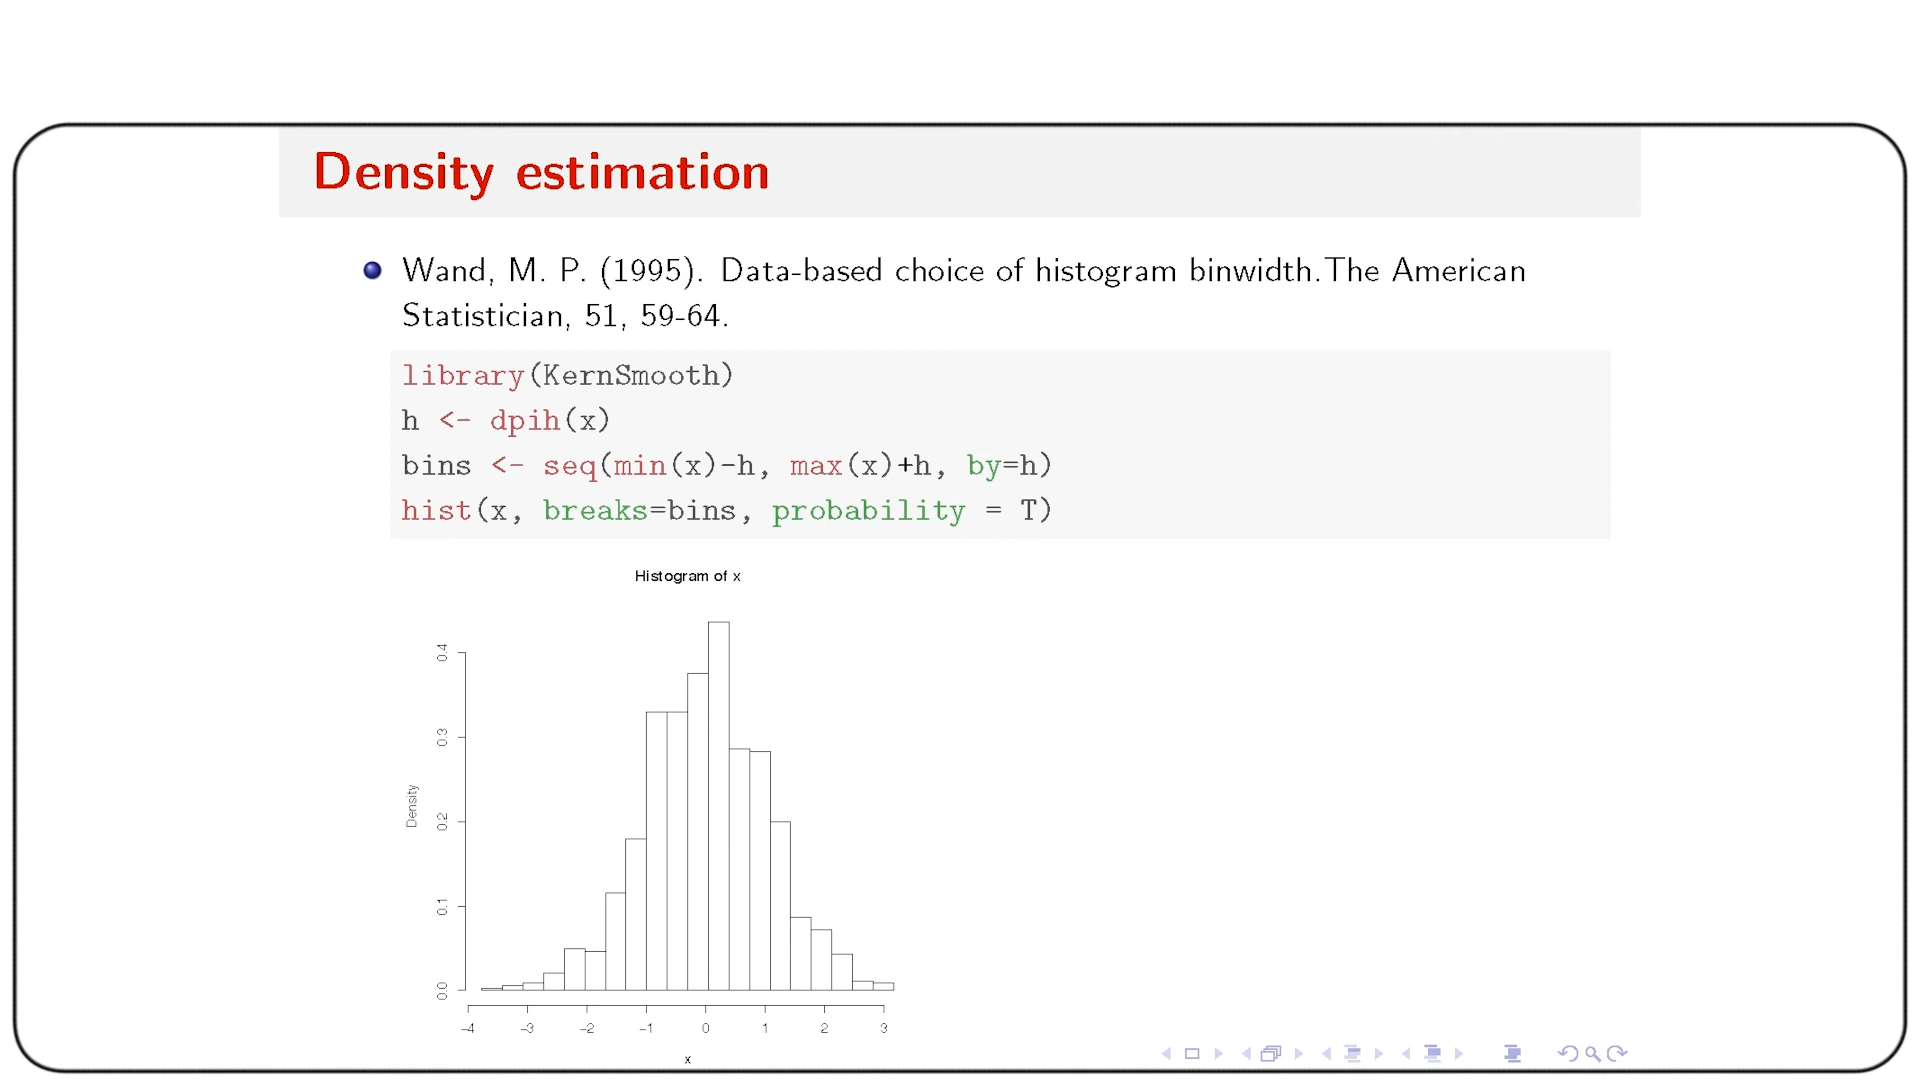 Density estimation
Wand, M. P. (1995). Data-based choice of histogram binwidth.The American
Statistician, 51, 59-64.
library(KernSmooth)
h <- dpih(x)
bins <- seq(min(x)-h, max(x)+h, by=h)
hist(x, breaks=bins, probability = T)
Histogram of x
0.4
0.3
0.2
0.1
0.0
Density
−4 −3 −2 −1 0 1 2 3
x